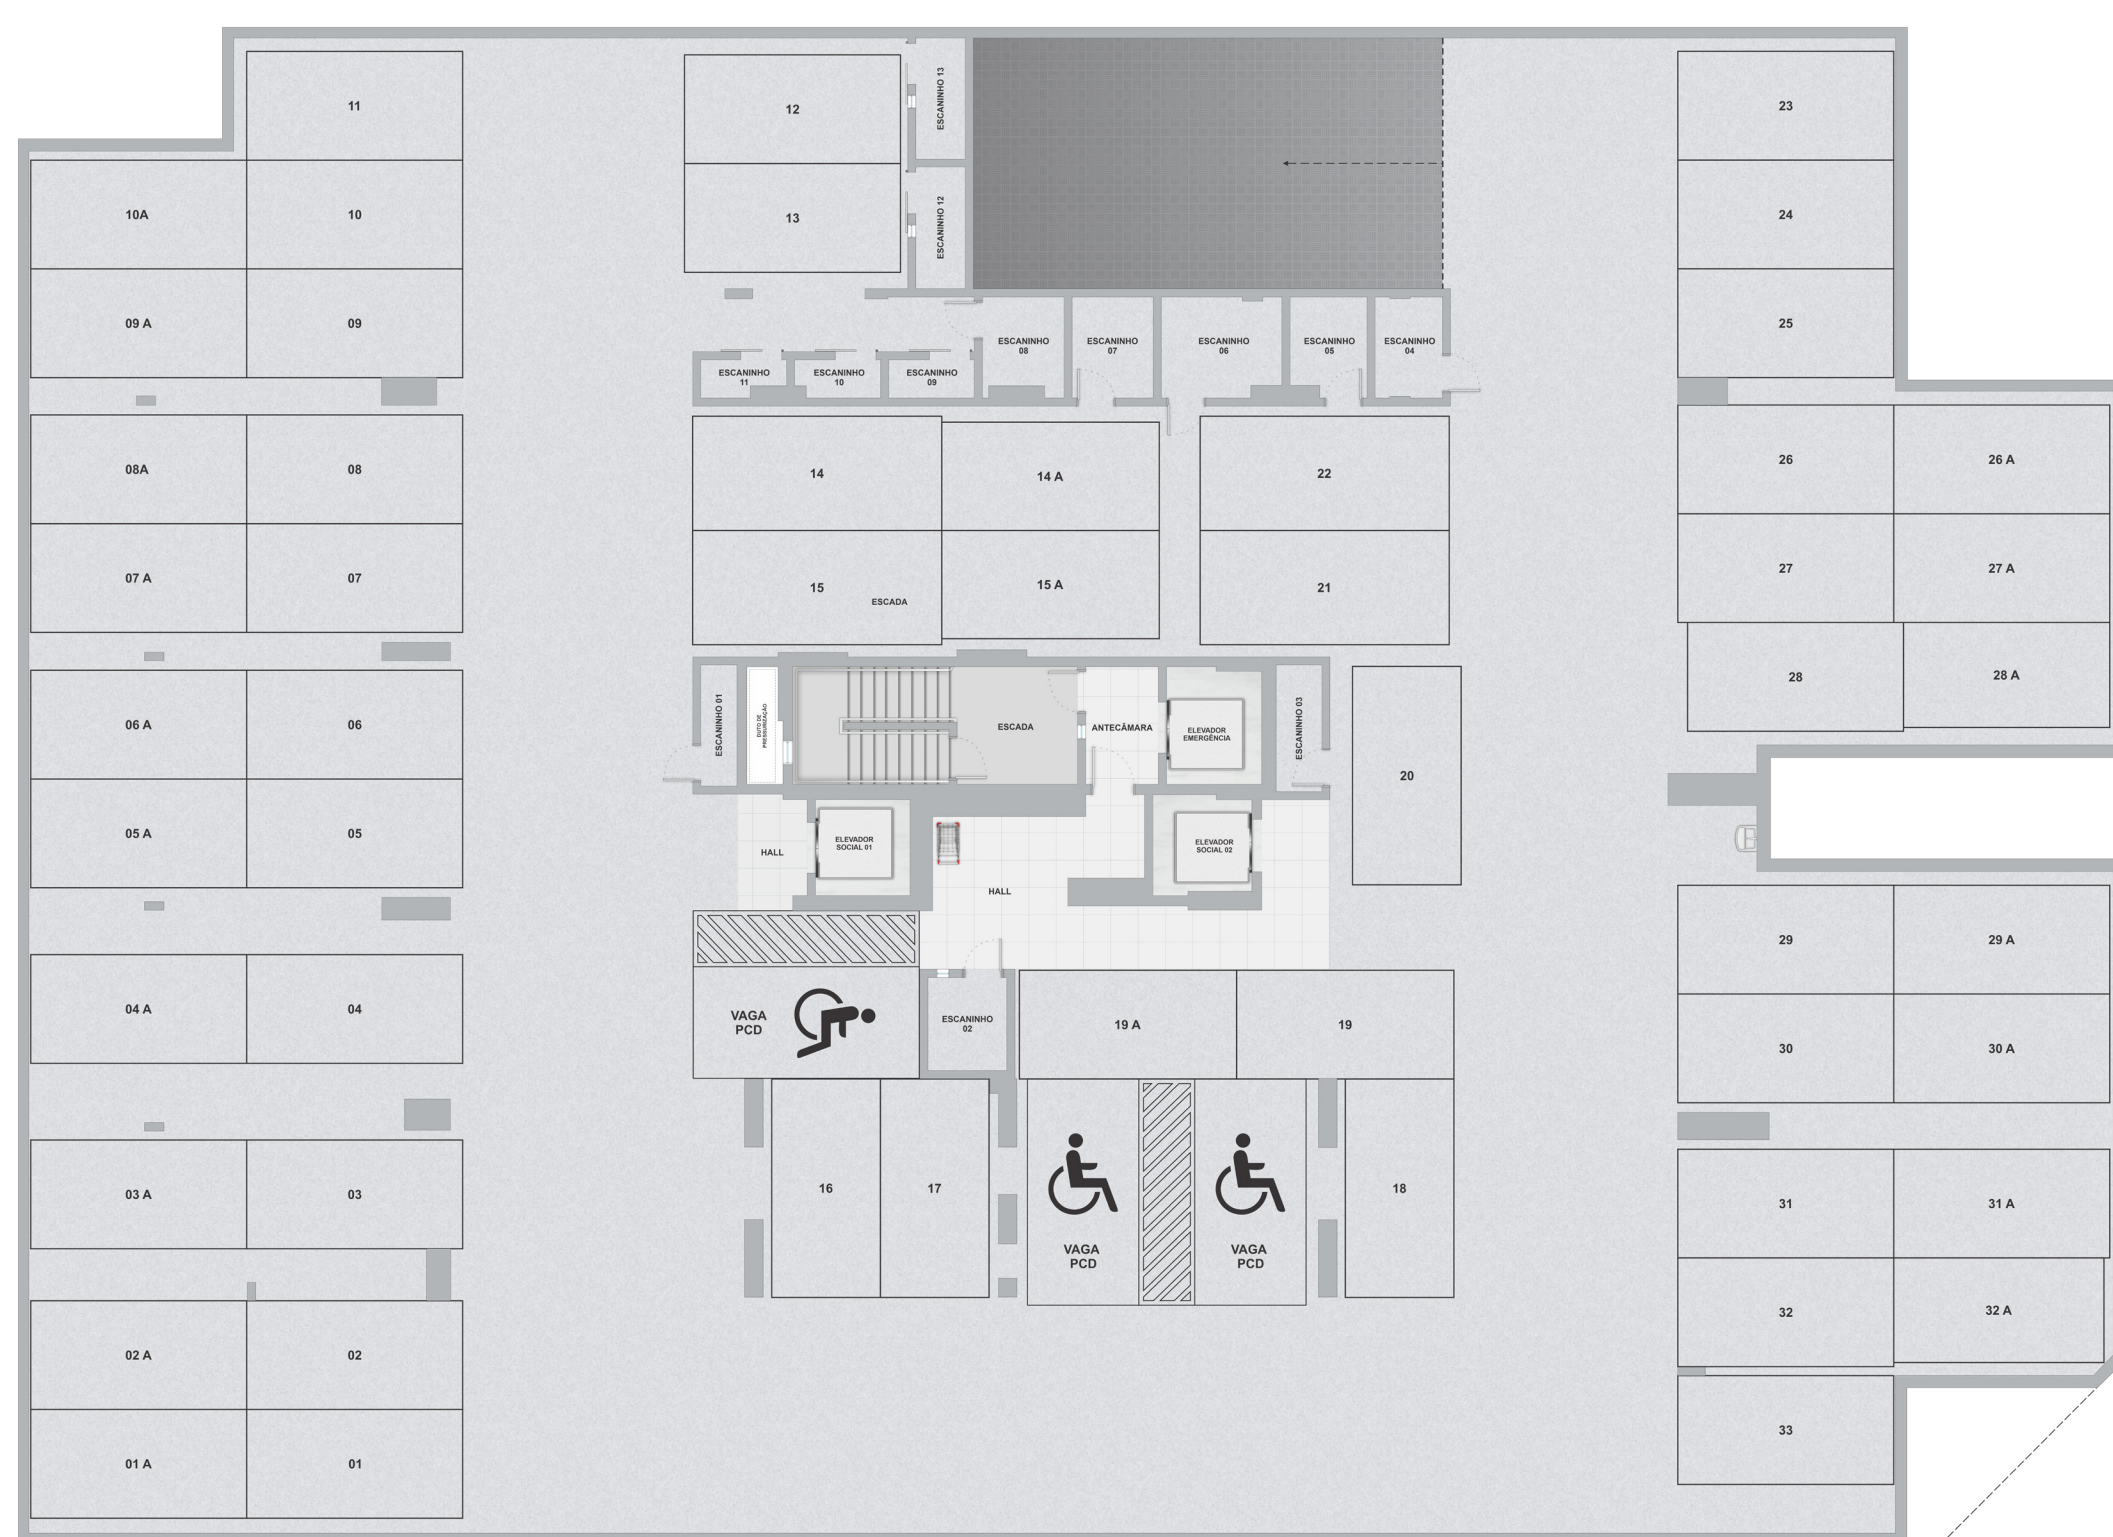 11
10A
10
09 A
09
08A
08
07 A
07
06 A
06
05 A
05
04 A
04
03 A
03
02 A
02
01 A
01
12
13
ESCANINHO 13
ESCANINHO 12
ESCANINHO
11
ESCANINHO
10
ESCANINHO
09
ESCANINHO
08
ESCANINHO
07
ESCANINHO
06
ESCANINHO
05
ESCANINHO
04
14
14 A
22
15
ESCADA
15 A
21
ESCANINHO 01
DUTO DE
PRESSURIZAÇÃO
ESCADA
ANTECÂMARA
ELEVADOR
EMERGÊNCIA
ESCANINHO 03
20
HALL
ELEVADOR
SOCIAL 01
ELEVADOR
SOCIAL 02
HALL
VAGA
PCD
ESCANINHO
02
19 A
19
16
17
VAGA
PCD
VAGA
PCD
18
23
24
25
26
26 A
27
27 A
28
28 A
29
29 A
30
30 A
31
31 A
32
32 A
33